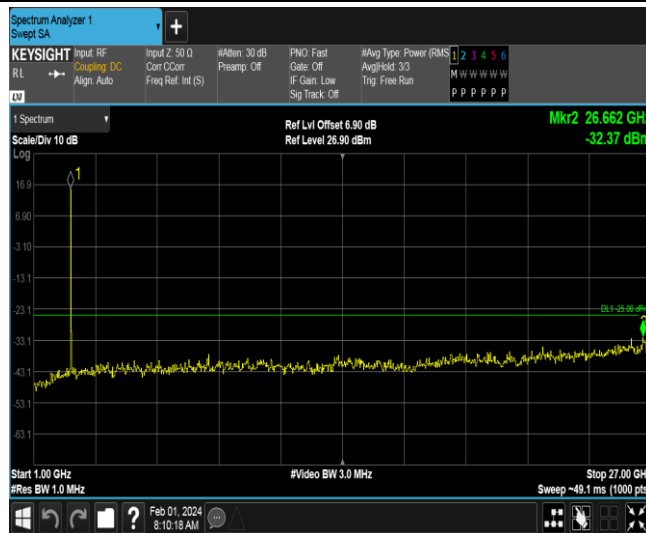 Spectrum Analyzer 1
Swept SA
+
KEYSIGHT
RL
LXI
Input: RF
Coupling: DC
Align: Auto
Input Z: 50 Ω
Corr CCorr
Freq Ref: Int (S)
#Atten: 30 dB
Preamp: Off
PNO: Fast
Gate: Off
IF Gain: Low
Sig Track: Off
#Avg Type: Power (RMS
Avg|Hold: 3/3
Trig: Free Run
1 2 3 4 5 6
M W W W W W
P P P P P P
1 Spectrum
Scale/Div 10 dB
Log
Ref Lvl Offset 6.90 dB
Ref Level 26.90 dBm
Mkr2 26.662 GHz
-32.37 dBm
1
16.9
6.90
-3.10
-13.1
-23.1
DL1 -25.00 dBm
-33.1
-43.1
-53.1
-63.1
Start 1.00 GHz
#Video BW 3.0 MHz
Stop 27.00 GHz
#Res BW 1.0 MHz
Sweep ~49.1 ms (1000 pts
?
Feb 01, 2024
8:10:18 AM